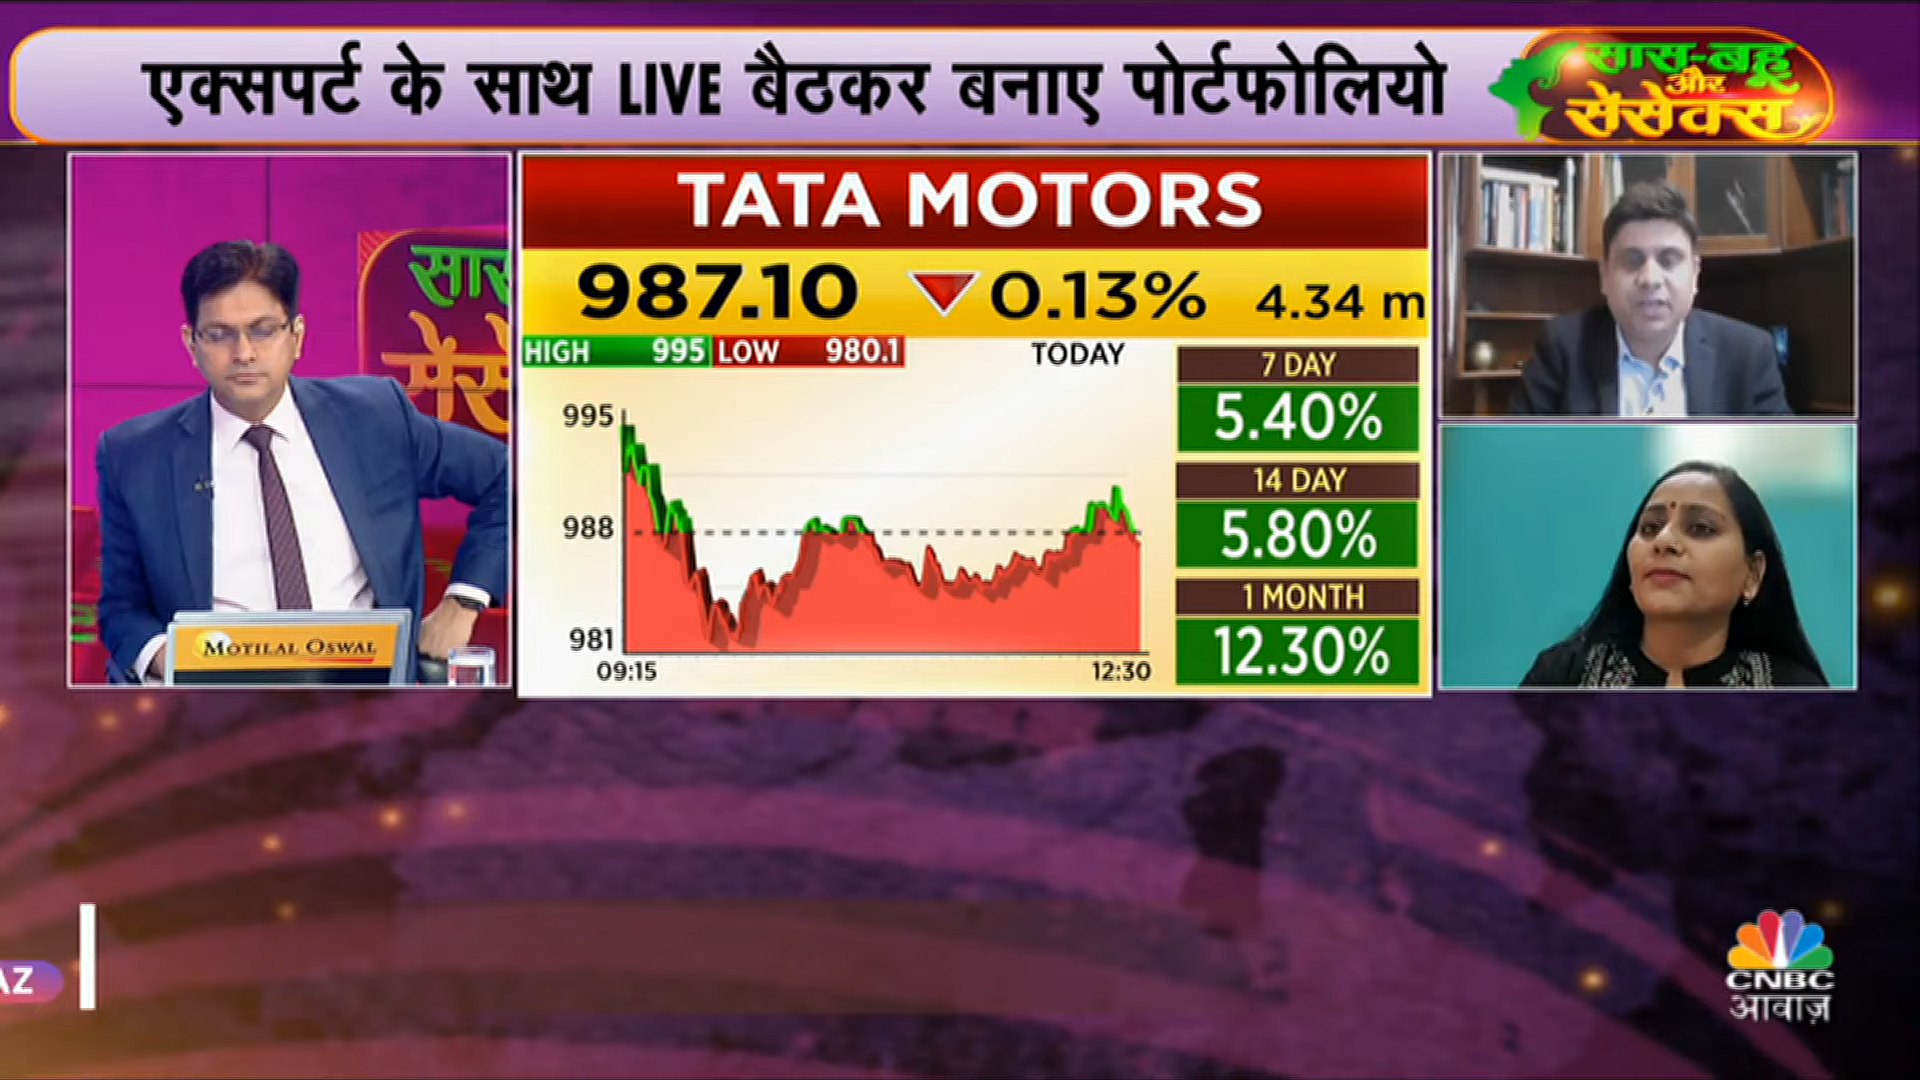 एक्सपर्ट के साथ LIVE बैठकर बनाए पोर्टफोलियो
सास-बहू
और
सेंसेक्स
सास
सेंसे
MOTILAL OSWAL
TATA MOTORS
987.10 ▼ 0.13% 4.34 m
HIGH 995 LOW 980.1
TODAY
995
988
981
09:15 12:30
7 DAY
5.40%
14 DAY
5.80%
1 MONTH
12.30%
AZ
CNBC
आवाज़